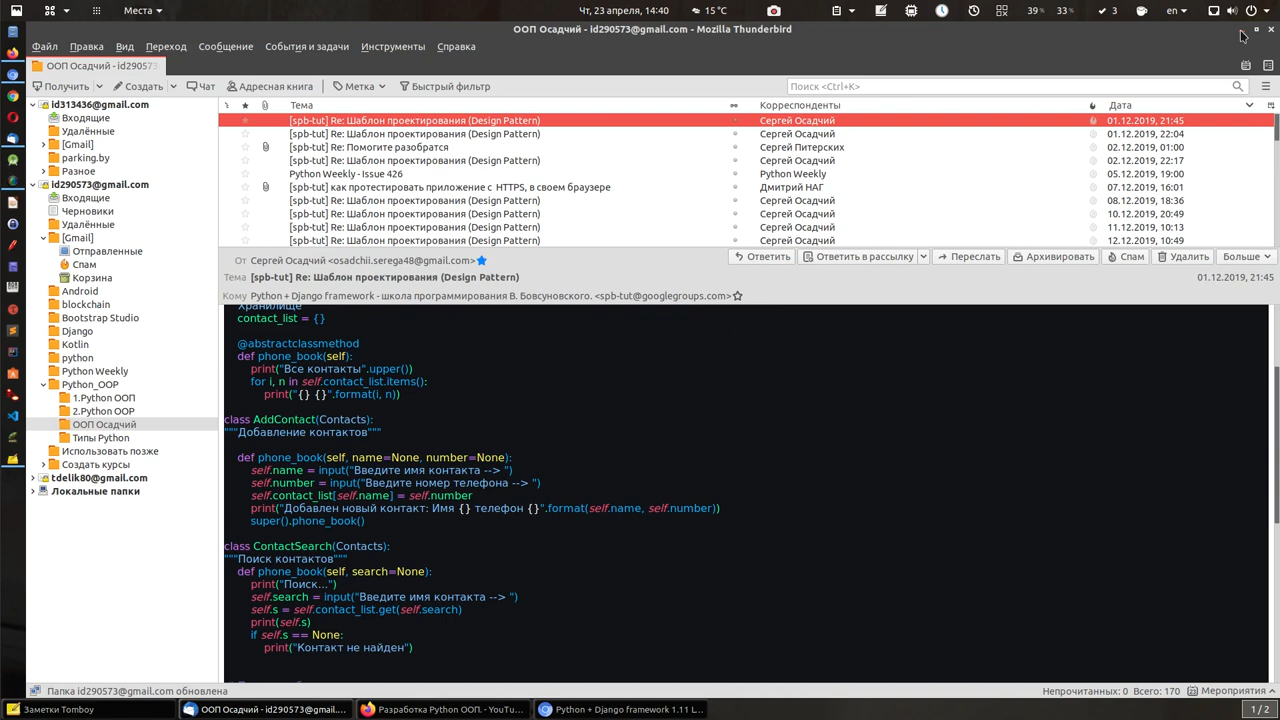 Места
Чт, 23 апреля, 14:40
15°C
39 %
33 %
3
en
ООП Осадчий - id290573@gmail.com - Mozilla Thunderbird
Файл Правка Вид Переход Сообщение События и задачи Инструменты Справка
ООП Осадчий - id290573
Получить Создать Чат Адресная книга Метка Быстрый фильтр
Поиск <Ctrl+K>
id313436@gmail.com
Входящие
Удалённые
[Gmail]
parking.by
Разное
id290573@gmail.com
Входящие
Черновики
Удалённые
[Gmail]
Отправленные
Спам
Корзина
Android
blockchain
Bootstrap Studio
Django
Kotlin
python
Python Weekly
Python_OOP
1.Python ООП
2.Python OOP
ООП Осадчий
Типы Python
Использовать позже
Создать курсы
tdelik80@gmail.com
Локальные папки
Тема Корреспонденты Дата
[spb-tut] Re: Шаблон проектирования (Design Pattern) Сергей Осадчий 01.12.2019, 21:45
[spb-tut] Re: Шаблон проектирования (Design Pattern) Сергей Осадчий 01.12.2019, 22:04
[spb-tut] Re: Помогите разобратся Сергей Питерских 02.12.2019, 01:00
[spb-tut] Re: Шаблон проектирования (Design Pattern) Сергей Осадчий 02.12.2019, 22:17
Python Weekly - Issue 426 Python Weekly 05.12.2019, 19:00
[spb-tut] как протестировать приложение с HTTPS, в своем браузере Дмитрий НАГ 07.12.2019, 16:01
[spb-tut] Re: Шаблон проектирования (Design Pattern) Сергей Осадчий 08.12.2019, 18:36
[spb-tut] Re: Шаблон проектирования (Design Pattern) Сергей Осадчий 10.12.2019, 20:49
[spb-tut] Re: Шаблон проектирования (Design Pattern) Сергей Осадчий 11.12.2019, 10:13
[spb-tut] Re: Шаблон проектирования (Design Pattern) Сергей Осадчий 12.12.2019, 10:49
От Сергей Осадчий <osadchii.serega48@gmail.com>
Ответить Ответить в рассылку Переслать Архивировать Спам Удалить Больше
Тема [spb-tut] Re: Шаблон проектирования (Design Pattern) 01.12.2019, 21:45
Кому Python + Django framework - школа программирования В. Бовсуновского. <spb-tut@googlegroups.com>
Хранилище
contact_list = {}
@abstractclassmethod
def phone_book(self):
print("Все контакты".upper())
for i, n in self.contact_list.items():
print("{} {}".format(i, n))
class AddContact(Contacts):
"""Добавление контактов"""
def phone_book(self, name=None, number=None):
self.name = input("Введите имя контакта --> ")
self.number = input("Введите номер телефона --> ")
self.contact_list[self.name] = self.number
print("Добавлен новый контакт: Имя {} телефон {}".format(self.name, self.number))
super().phone_book()
class ContactSearch(Contacts):
"""Поиск контактов"""
def phone_book(self, search=None):
print("Поиск...")
self.search = input("Введите имя контакта --> ")
self.s = self.contact_list.get(self.search)
print(self.s)
if self.s == None:
print("Контакт не найден")
Папка id290573@gmail.com обновлена
Непрочитанных: 0 Всего: 170 Мероприятия
Заметки Tomboy
ООП Осадчий - id290573@gmail....
Разработка Python ООП. - YouTu...
Python + Django framework 1.11 L...
1 / 2